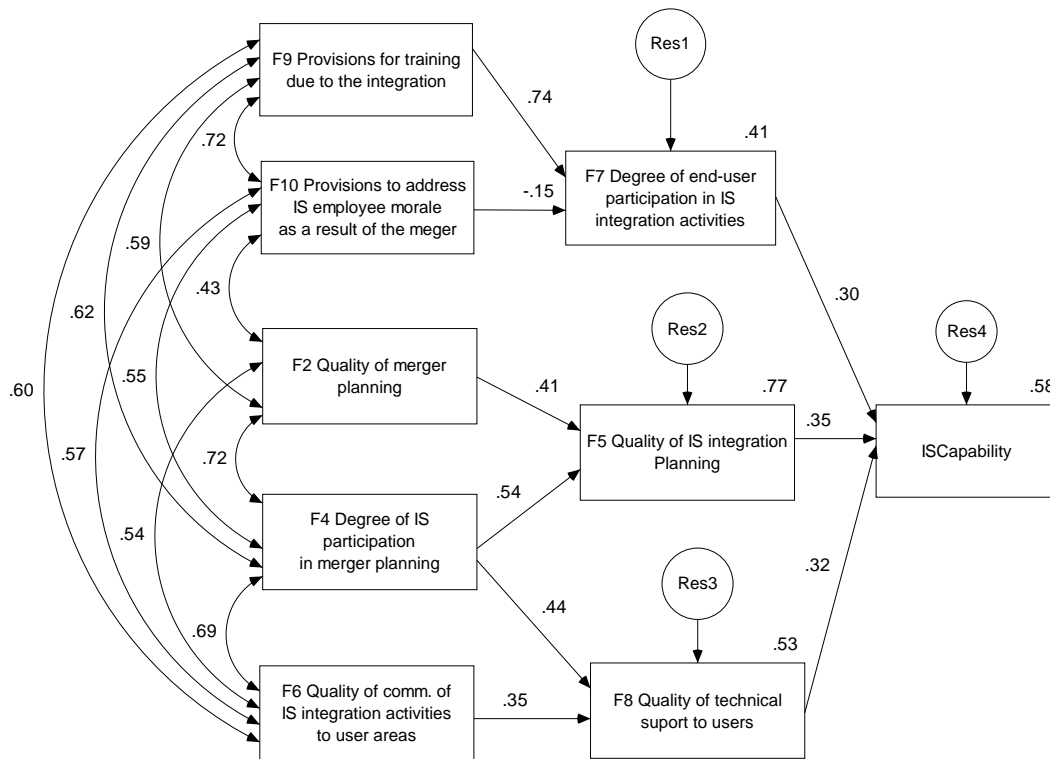 Res1
F9 Provisions for training
due to the integration
.74
.41
.72
F10 Provisions to address
IS employee morale
as a result of the meger
-.15
F7 Degree of end-user
participation in IS
integration activities
.59
.43
.30
.62
Res2
Res4
F2 Quality of merger
planning
.55
.41
.77
.58
.60
.35
F5 Quality of IS integration
Planning
ISCapability
.57
.72
.54
F4 Degree of IS
participation
in merger planning
.54
Res3
.32
.44
.69
.53
F6 Quality of comm. of
IS integration activities
to user areas
.35
F8 Quality of technical
suport to users